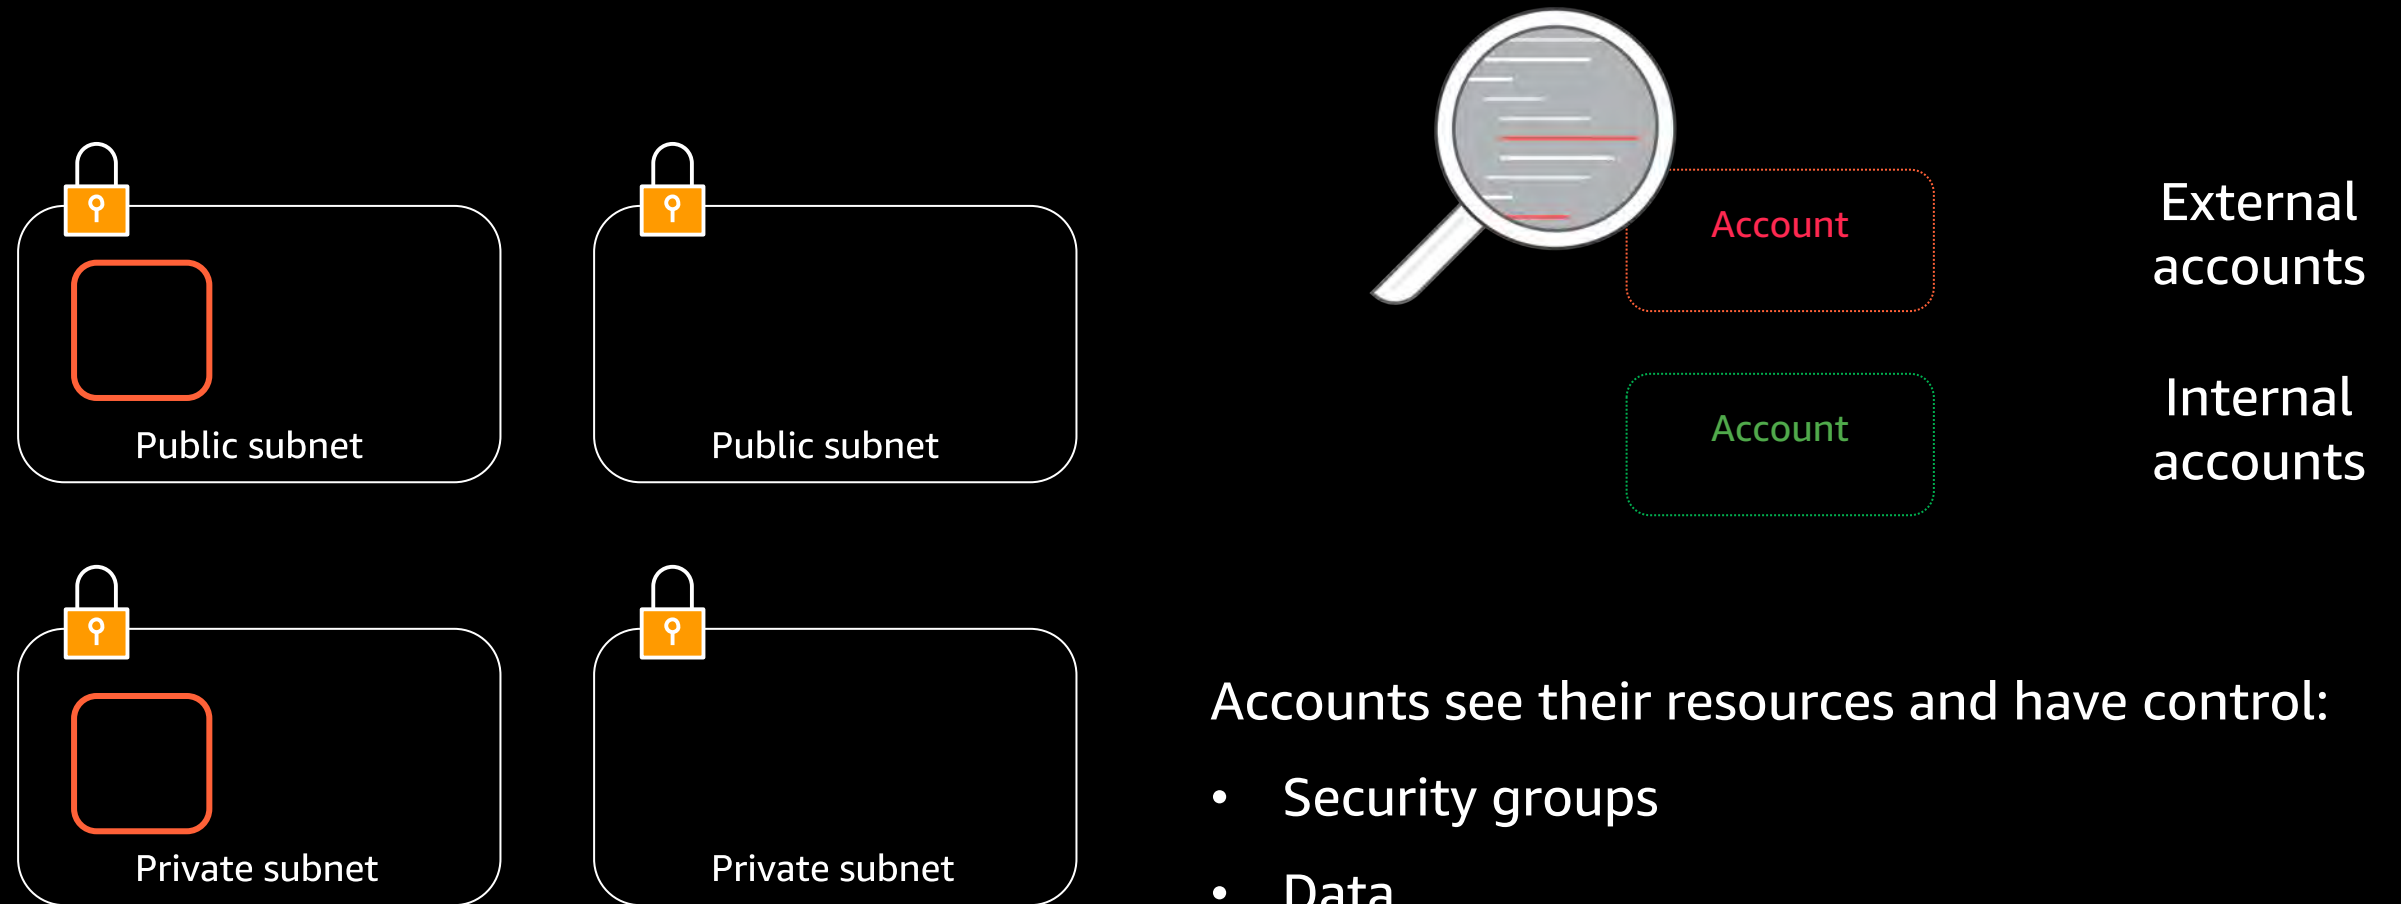 Public subnet
Public subnet
Private subnet
Private subnet
Account
External
accounts
Account
Internal
accounts
Accounts see their resources and have control:
• Security groups
• Data